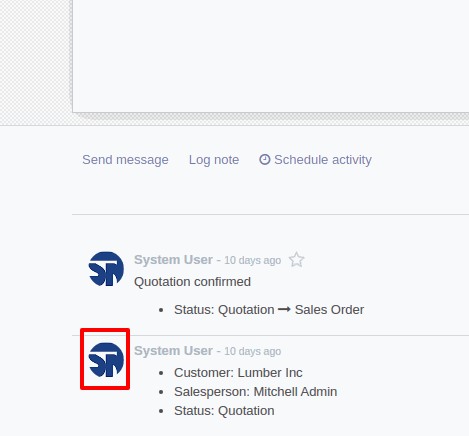 Send message Log note Schedule activity
System User - 10 days ago
Quotation confirmed
• Status: Quotation ➞ Sales Order
System User - 10 days ago
• Customer: Lumber Inc
• Salesperson: Mitchell Admin
• Status: Quotation